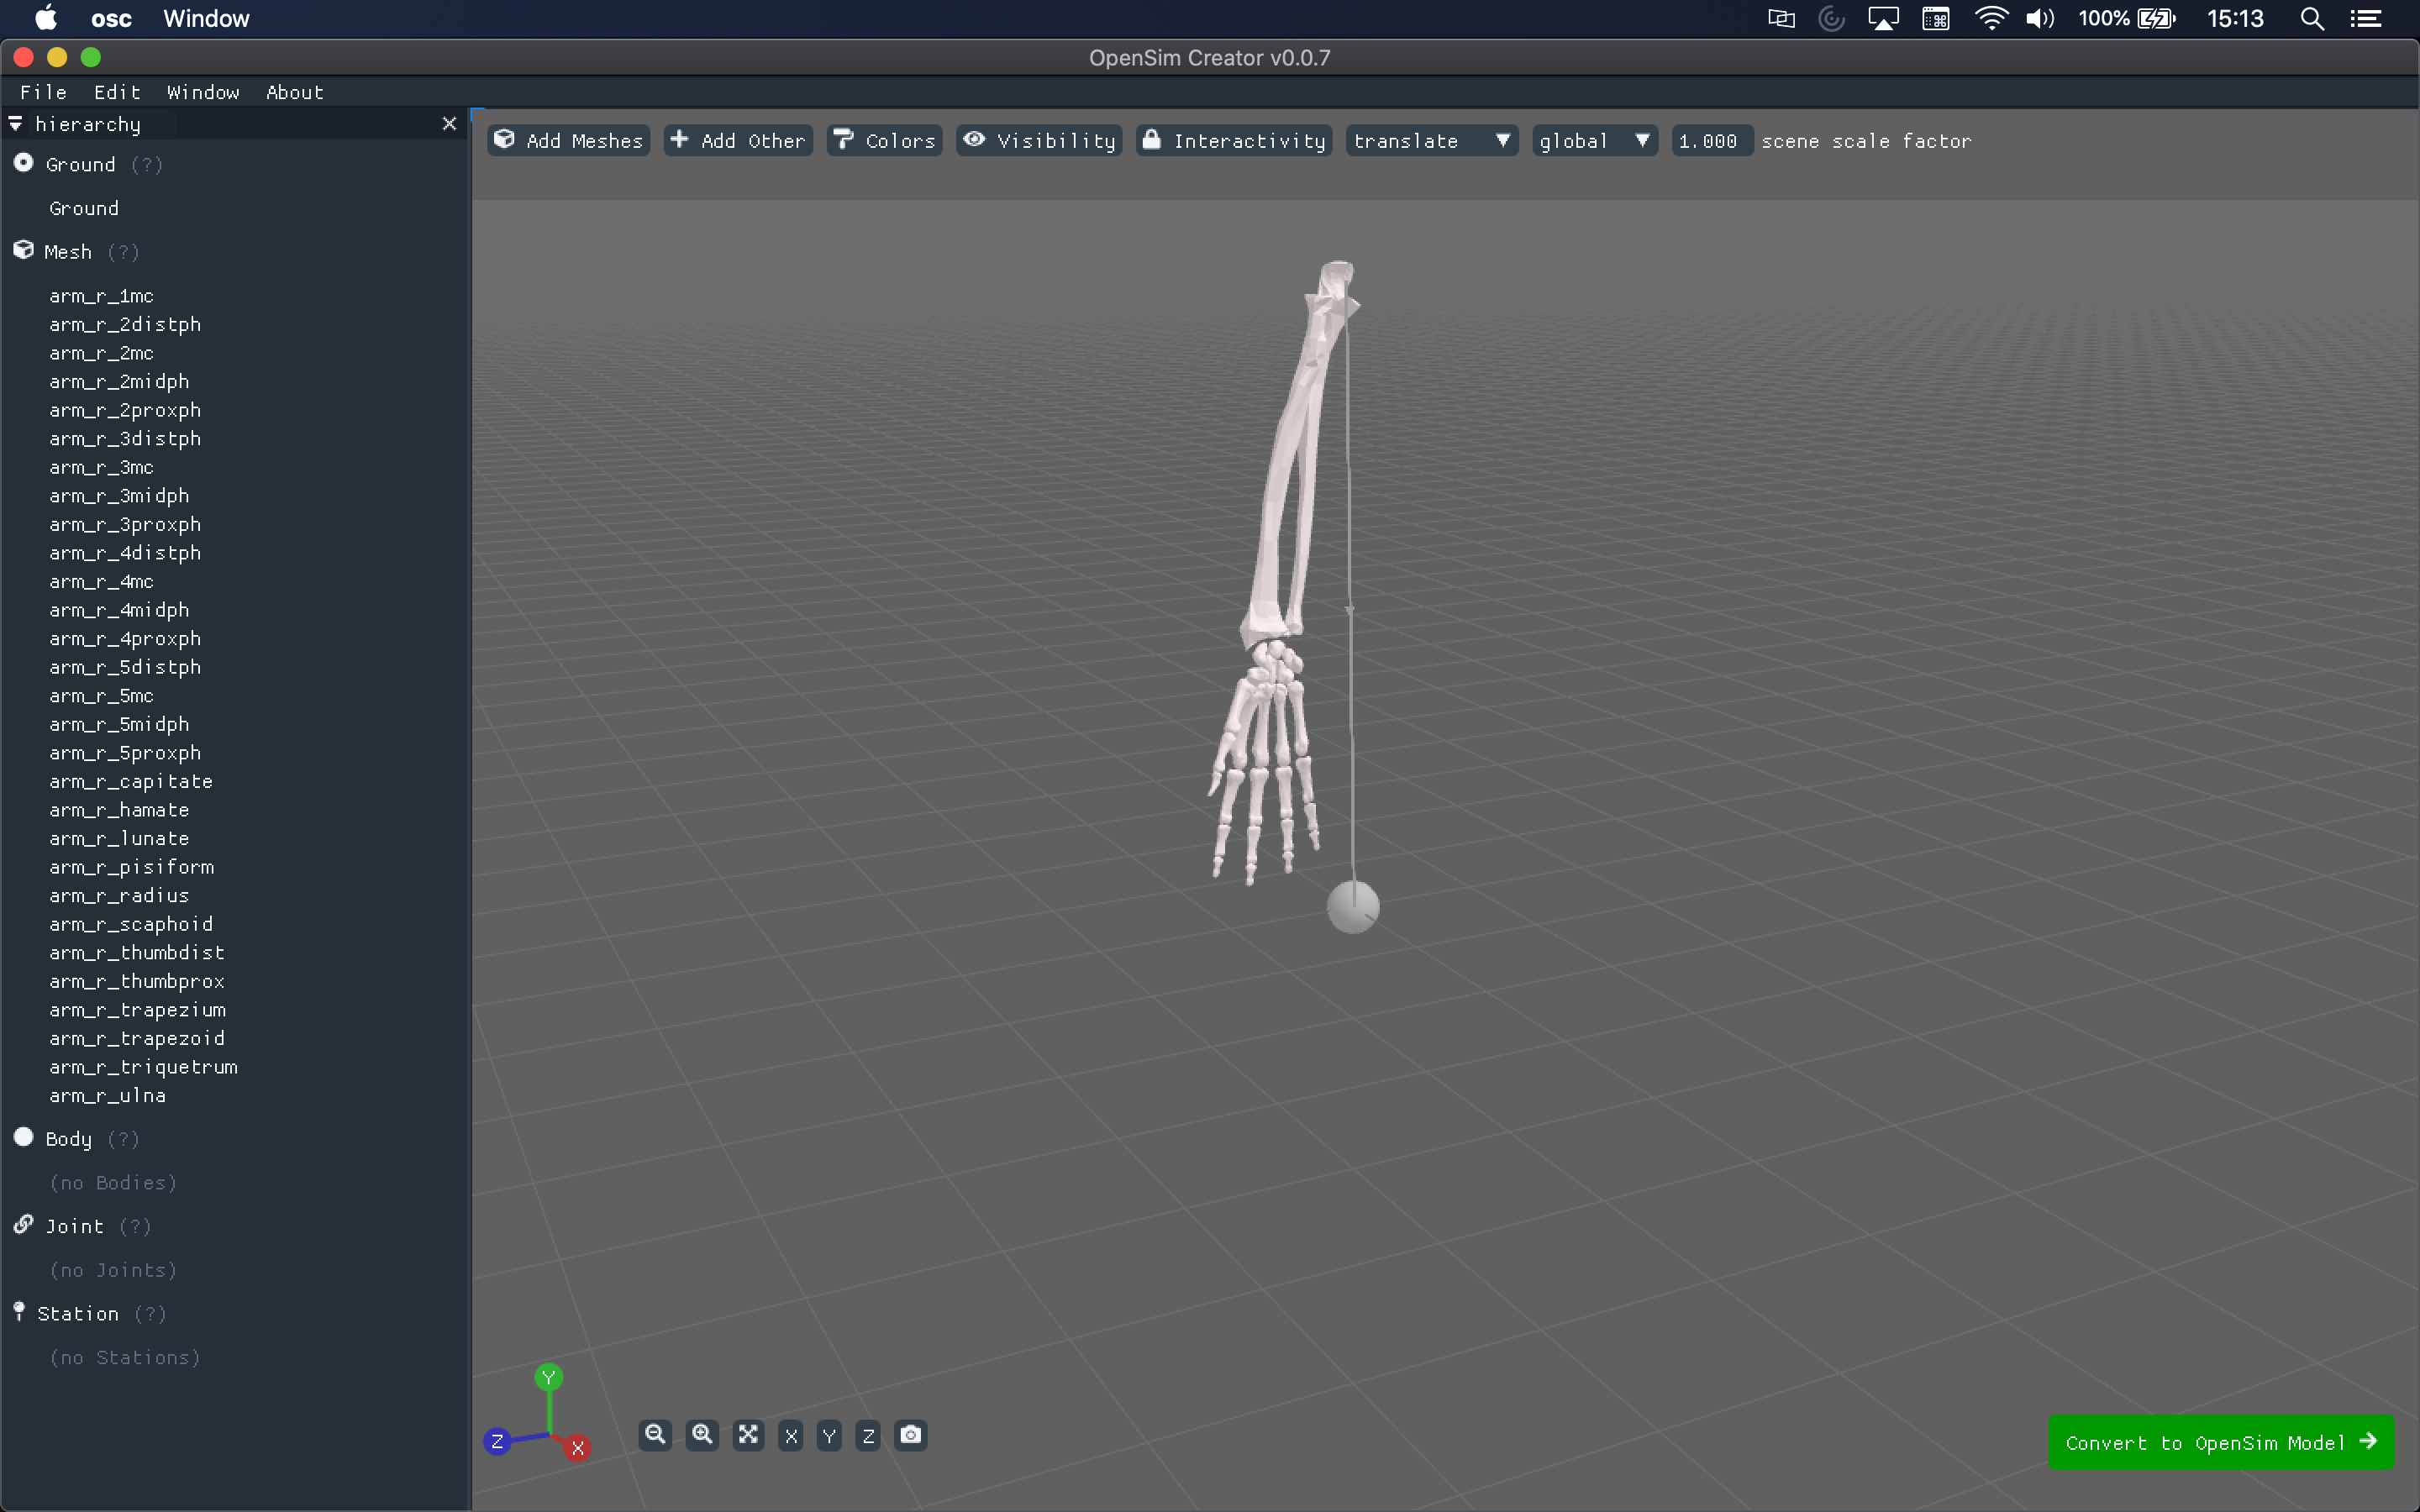 osc Window 100% 15:13
OpenSim Creator v0.0.7
File Edit Window About
hierarchy
Add Meshes Add Other Colors Visibility Interactivity translate global 1.000 scene scale factor
Ground (?)
Ground
Mesh (?)
arm_r_1mc
arm_r_2distph
arm_r_2mc
arm_r_2midph
arm_r_2proxph
arm_r_3distph
arm_r_3mc
arm_r_3midph
arm_r_3proxph
arm_r_4distph
arm_r_4mc
arm_r_4midph
arm_r_4proxph
arm_r_5distph
arm_r_5mc
arm_r_5midph
arm_r_5proxph
arm_r_capitate
arm_r_hamate
arm_r_lunate
arm_r_pisiform
arm_r_radius
arm_r_scaphoid
arm_r_thumbdist
arm_r_thumbprox
arm_r_trapezium
arm_r_trapezoid
arm_r_triquetrum
arm_r_ulna
Body (?)
(no Bodies)
Joint (?)
(no Joints)
Station (?)
(no Stations)
Y
Z X
X Y Z
Convert to OpenSim Model